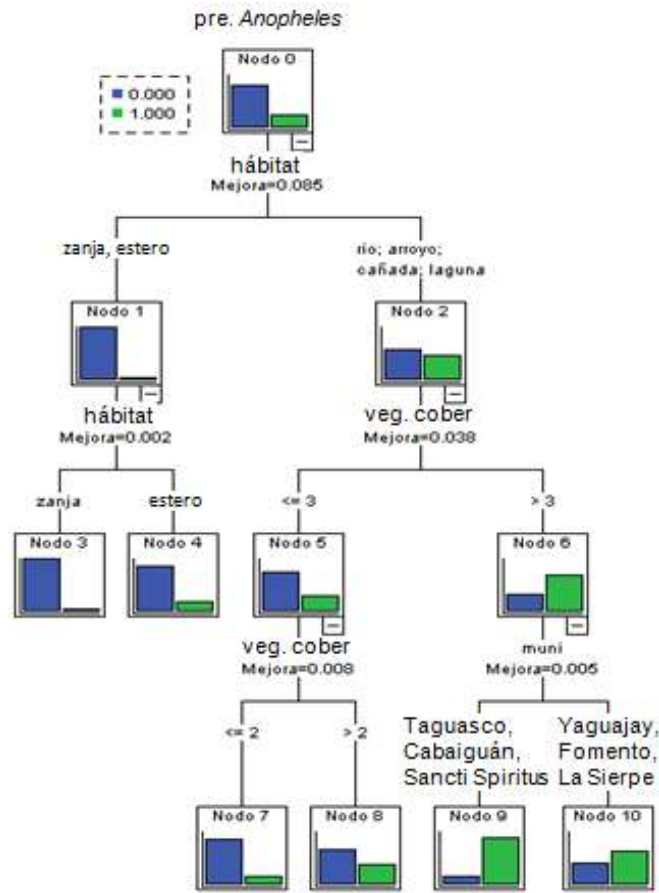 pre. Anopheles
Nodo 0
0.000
1.000
hábitat
Mejora=0.085
zanja, estero
río; arroyo;
cañada; laguna
Nodo 1
Nodo 2
hábitat
Mejora=0.002
veg. cober
Mejora=0.038
zanja
estero
<= 3
> 3
Nodo 3
Nodo 4
Nodo 5
Nodo 6
veg. cober
Mejora=0.008
muni
Mejora=0.005
<= 2
> 2
Taguasco,
Cabaiguán,
Sancti Spiritus
Yaguajay,
Fomento,
La Sierpe
Nodo 7
Nodo 8
Nodo 9
Nodo 10